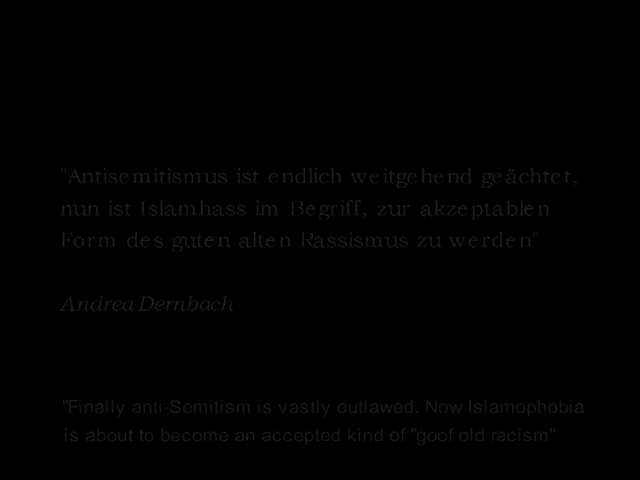 "Antisemitismus ist endlich weitgehend geächtet,
nun ist Islamhass im Begriff, zur akzeptablen
Form des guten alten Rassismus zu werden"
Andrea Dernbach
"Finally anti-Semitism is vastly outlawed. Now Islamophobia
is about to become an accepted kind of "goof old racism"